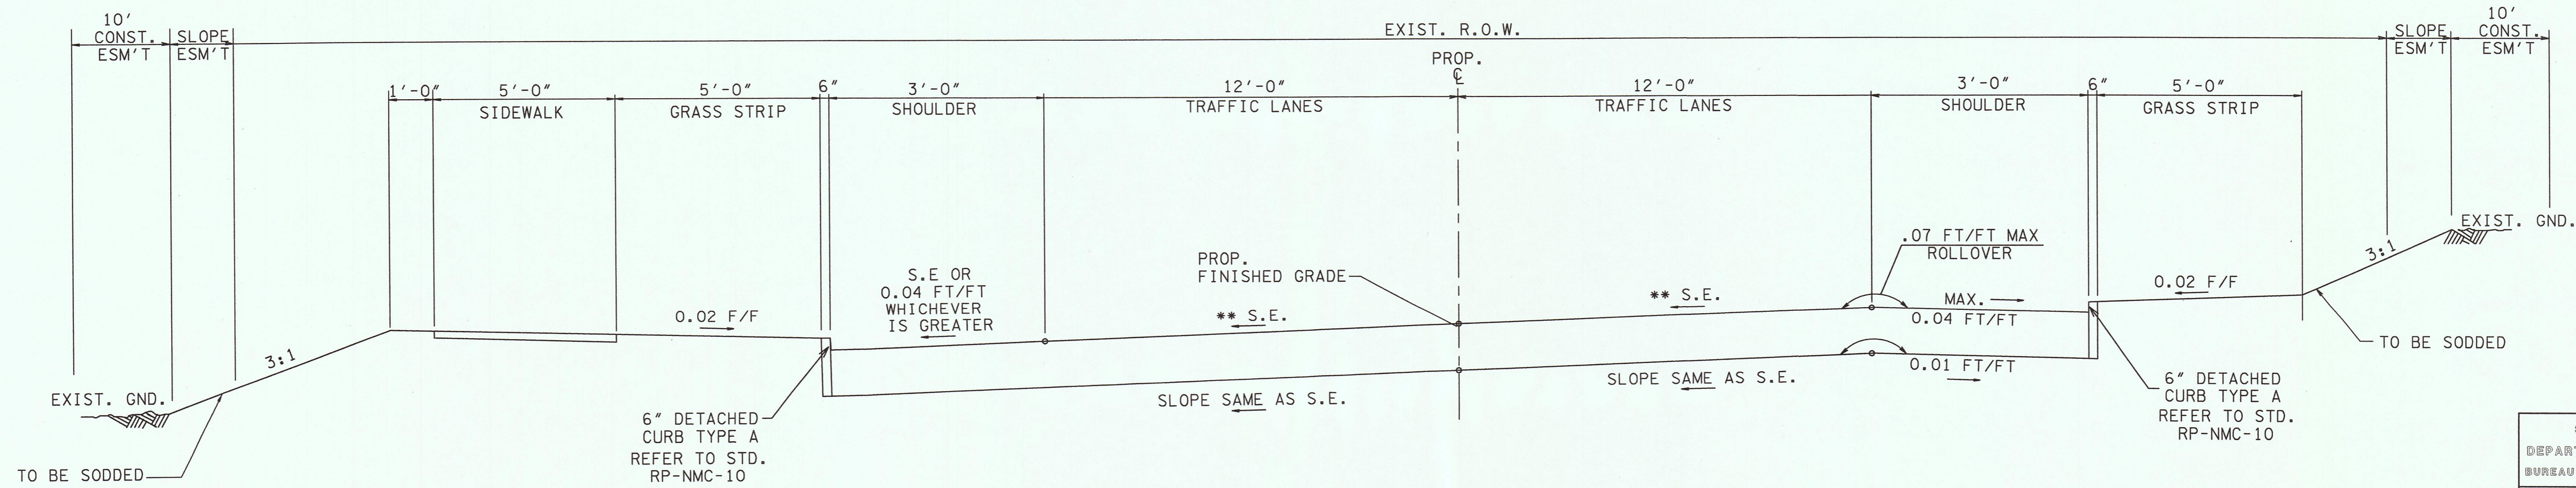 10'
CONST.
ESM'T
SLOPE
ESM'T
EXIST. R.O.W.
SLOPE
ESM'T
10'
CONST.
ESM'T
PROP.
℄
1'-0"
5'-0"
SIDEWALK
5'-0"
GRASS STRIP
6"
3'-0"
SHOULDER
12'-0"
TRAFFIC LANES
12'-0"
TRAFFIC LANES
3'-0"
SHOULDER
6"
5'-0"
GRASS STRIP
EXIST. GND.
3:1
0.02 F/F
.07 FT/FT MAX
ROLLOVER
MAX.
0.04 FT/FT
** S.E.
PROP.
FINISHED GRADE
** S.E.
S.E OR
0.04 FT/FT
WHICHEVER
IS GREATER
0.02 F/F
3:1
EXIST. GND.
TO BE SODDED
0.01 FT/FT
SLOPE SAME AS S.E.
SLOPE SAME AS S.E.
6" DETACHED
CURB TYPE A
REFER TO STD.
RP-NMC-10
6" DETACHED
CURB TYPE A
REFER TO STD.
RP-NMC-10
TO BE SODDED
DEPAR
BUREAU